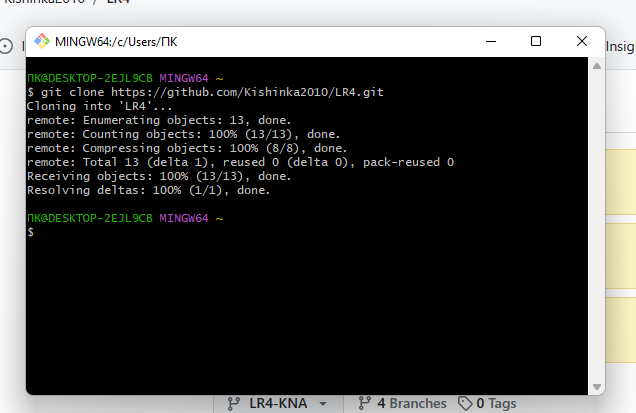 Kishinka2010 / LR4
Insig
MINGW64:/c/Users/ПК
ПК@DESKTOP-2EJL9CB MINGW64 ~
$ git clone https://github.com/Kishinka2010/LR4.git
Cloning into 'LR4'...
remote: Enumerating objects: 13, done.
remote: Counting objects: 100% (13/13), done.
remote: Compressing objects: 100% (8/8), done.
remote: Total 13 (delta 1), reused 0 (delta 0), pack-reused 0
Receiving objects: 100% (13/13), done.
Resolving deltas: 100% (1/1), done.
ПК@DESKTOP-2EJL9CB MINGW64 ~
$
LR4-KNA 4 Branches 0 Tags